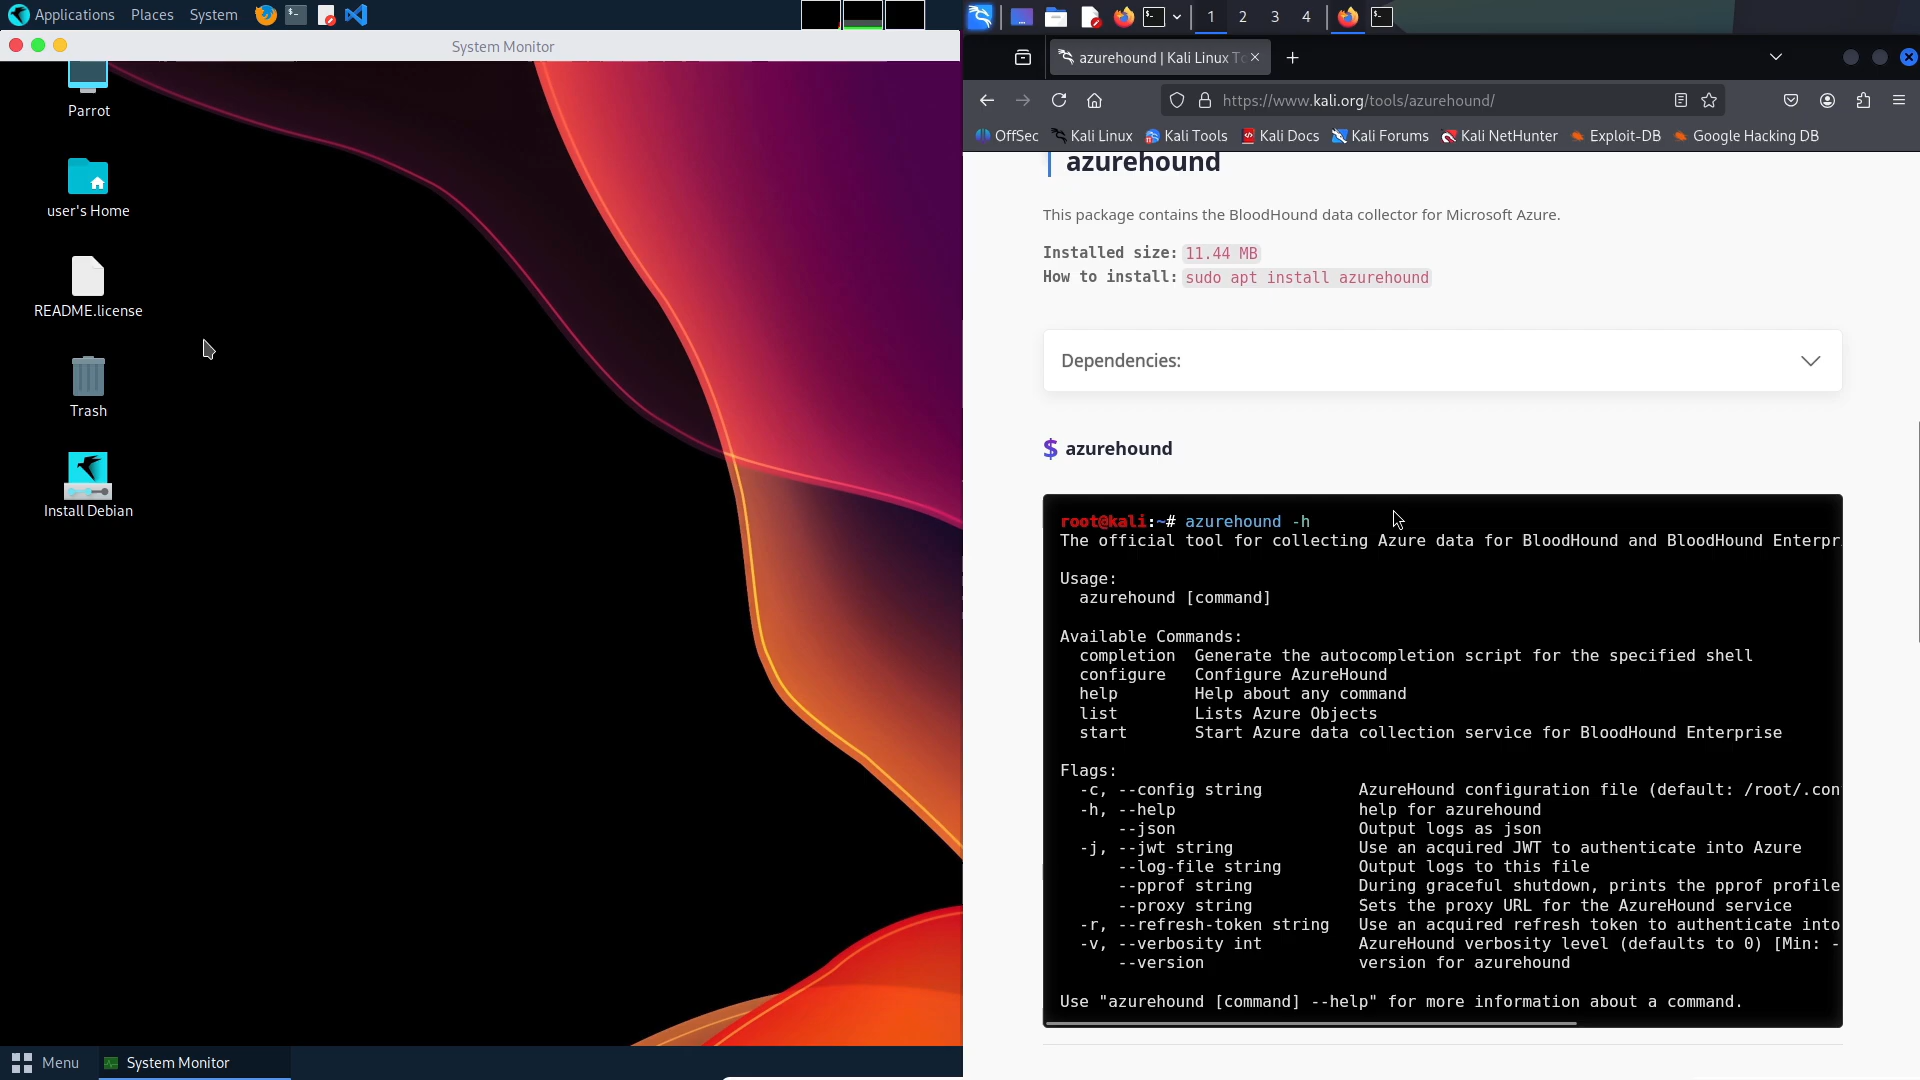 Applications Places System
System Monitor
Parrot
user's Home
README.license
Trash
Install Debian
Menu
System Monitor
1 2 3 4
azurehound | Kali Linux To
https://www.kali.org/tools/azurehound/
OffSec Kali Linux Kali Tools Kali Docs Kali Forums Kali NetHunter Exploit-DB Google Hacking DB
azurehound
This package contains the BloodHound data collector for Microsoft Azure.
Installed size: 11.44 MB
How to install: sudo apt install azurehound
Dependencies:
$ azurehound
root@kali:~# azurehound -h
The official tool for collecting Azure data for BloodHound and BloodHound Enterpr
Usage:
azurehound [command]
Available Commands:
completion Generate the autocompletion script for the specified shell
configure Configure AzureHound
help Help about any command
list Lists Azure Objects
start Start Azure data collection service for BloodHound Enterprise
Flags:
-c, --config string AzureHound configuration file (default: /root/.con
-h, --help help for azurehound
--json Output logs as json
-j, --jwt string Use an acquired JWT to authenticate into Azure
--log-file string Output logs to this file
--pprof string During graceful shutdown, prints the pprof profile
--proxy string Sets the proxy URL for the AzureHound service
-r, --refresh-token string Use an acquired refresh token to authenticate into
-v, --verbosity int AzureHound verbosity level (defaults to 0) [Min: -
--version version for azurehound
Use "azurehound [command] --help" for more information about a command.